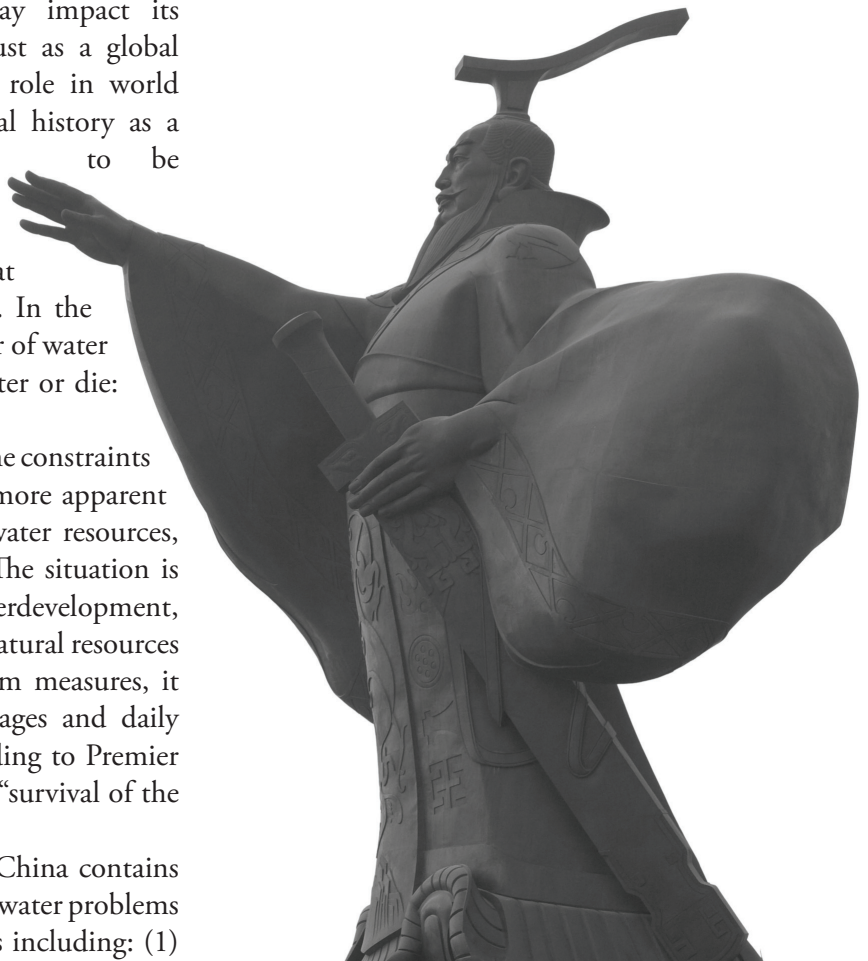 ay impact its
ust as a global
role in world
al history as a
to be
at
. In the
r of water
ter or die:
ne constraints
more apparent
water resources,
The situation is
erdevelopment,
atural resources
m measures, it
ages and daily
ding to Premier
“survival of the
China contains
water problems
s including: (1)